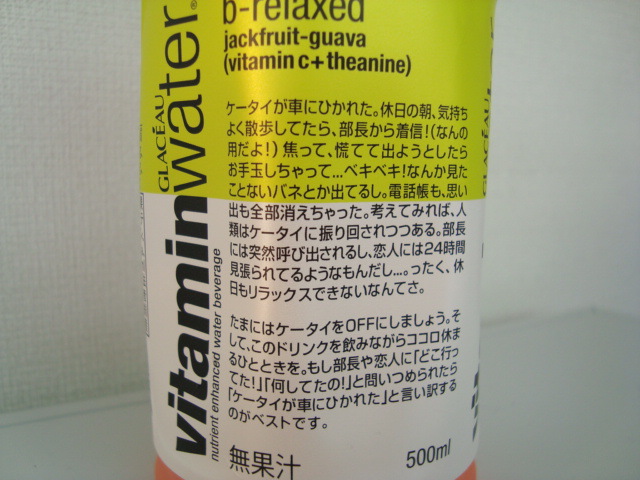 b-relaxed
jackfruit-guava
(vitamin c+theanine)
GLACÉAU
vitaminwater®
nutrient enhanced water beverage
ケータイが車にひかれた。休日の朝、気持ち
よく散歩してたら、部長から着信!(なんの
用だよ!)焦って、慌てて出ようとしたら
お手玉しちゃって...ベキベキ!なんか見た
ことないバネとか出てるし。電話帳も、思い
出も全部消えちゃった。考えてみれば、人
類はケータイに振り回されつつある。部長
には突然呼び出されるし、恋人には24時間
見張られてるようなもんだし...。ったく、休
日もリラックスできないなんてさ。
たまにはケータイをOFFにしましょう。そ
して、このドリンクを飲みながらココロ休ま
るひとときを。もし部長や恋人に「どこ行っ
てた!」「何してたの!」と問いつめられたら
「ケータイが車にひかれた」と言い訳する
のがベストです。
無果汁
500ml